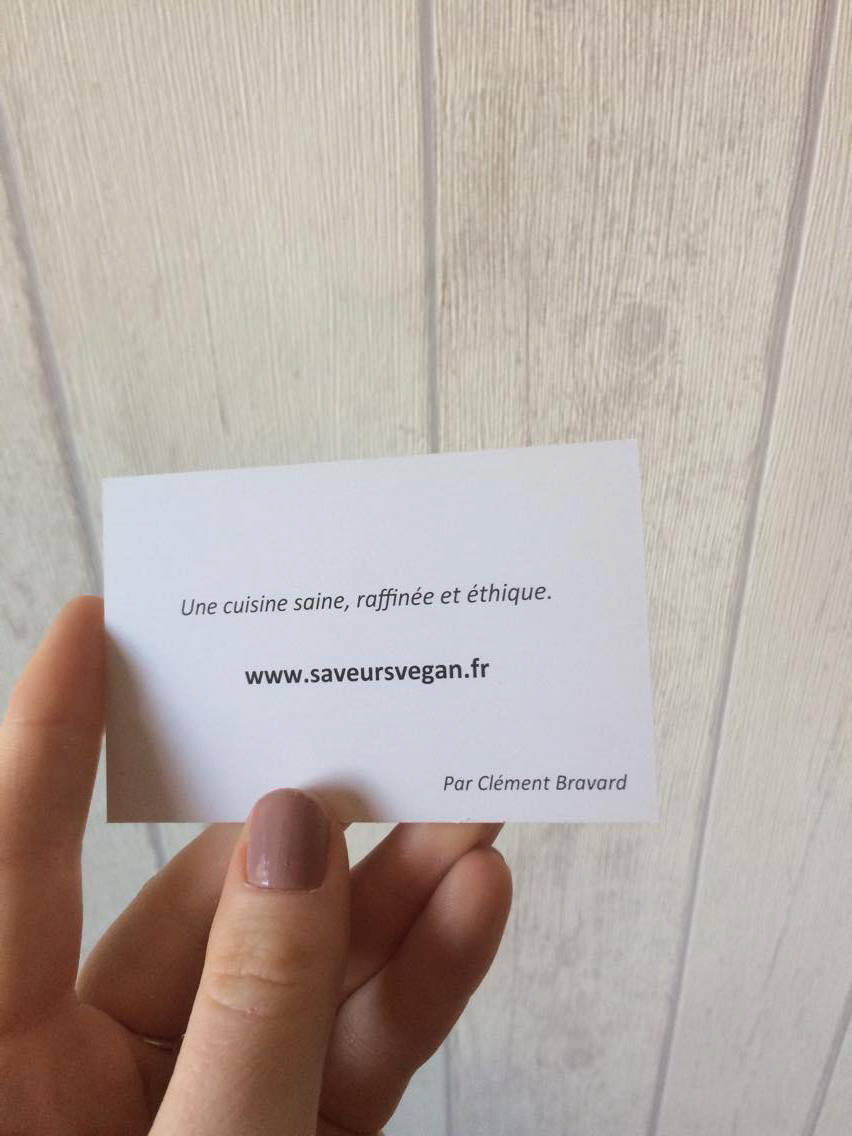 Une cuisine saine, raffinée et éthique.
www.saveursvegan.fr
Par Clément Bravard